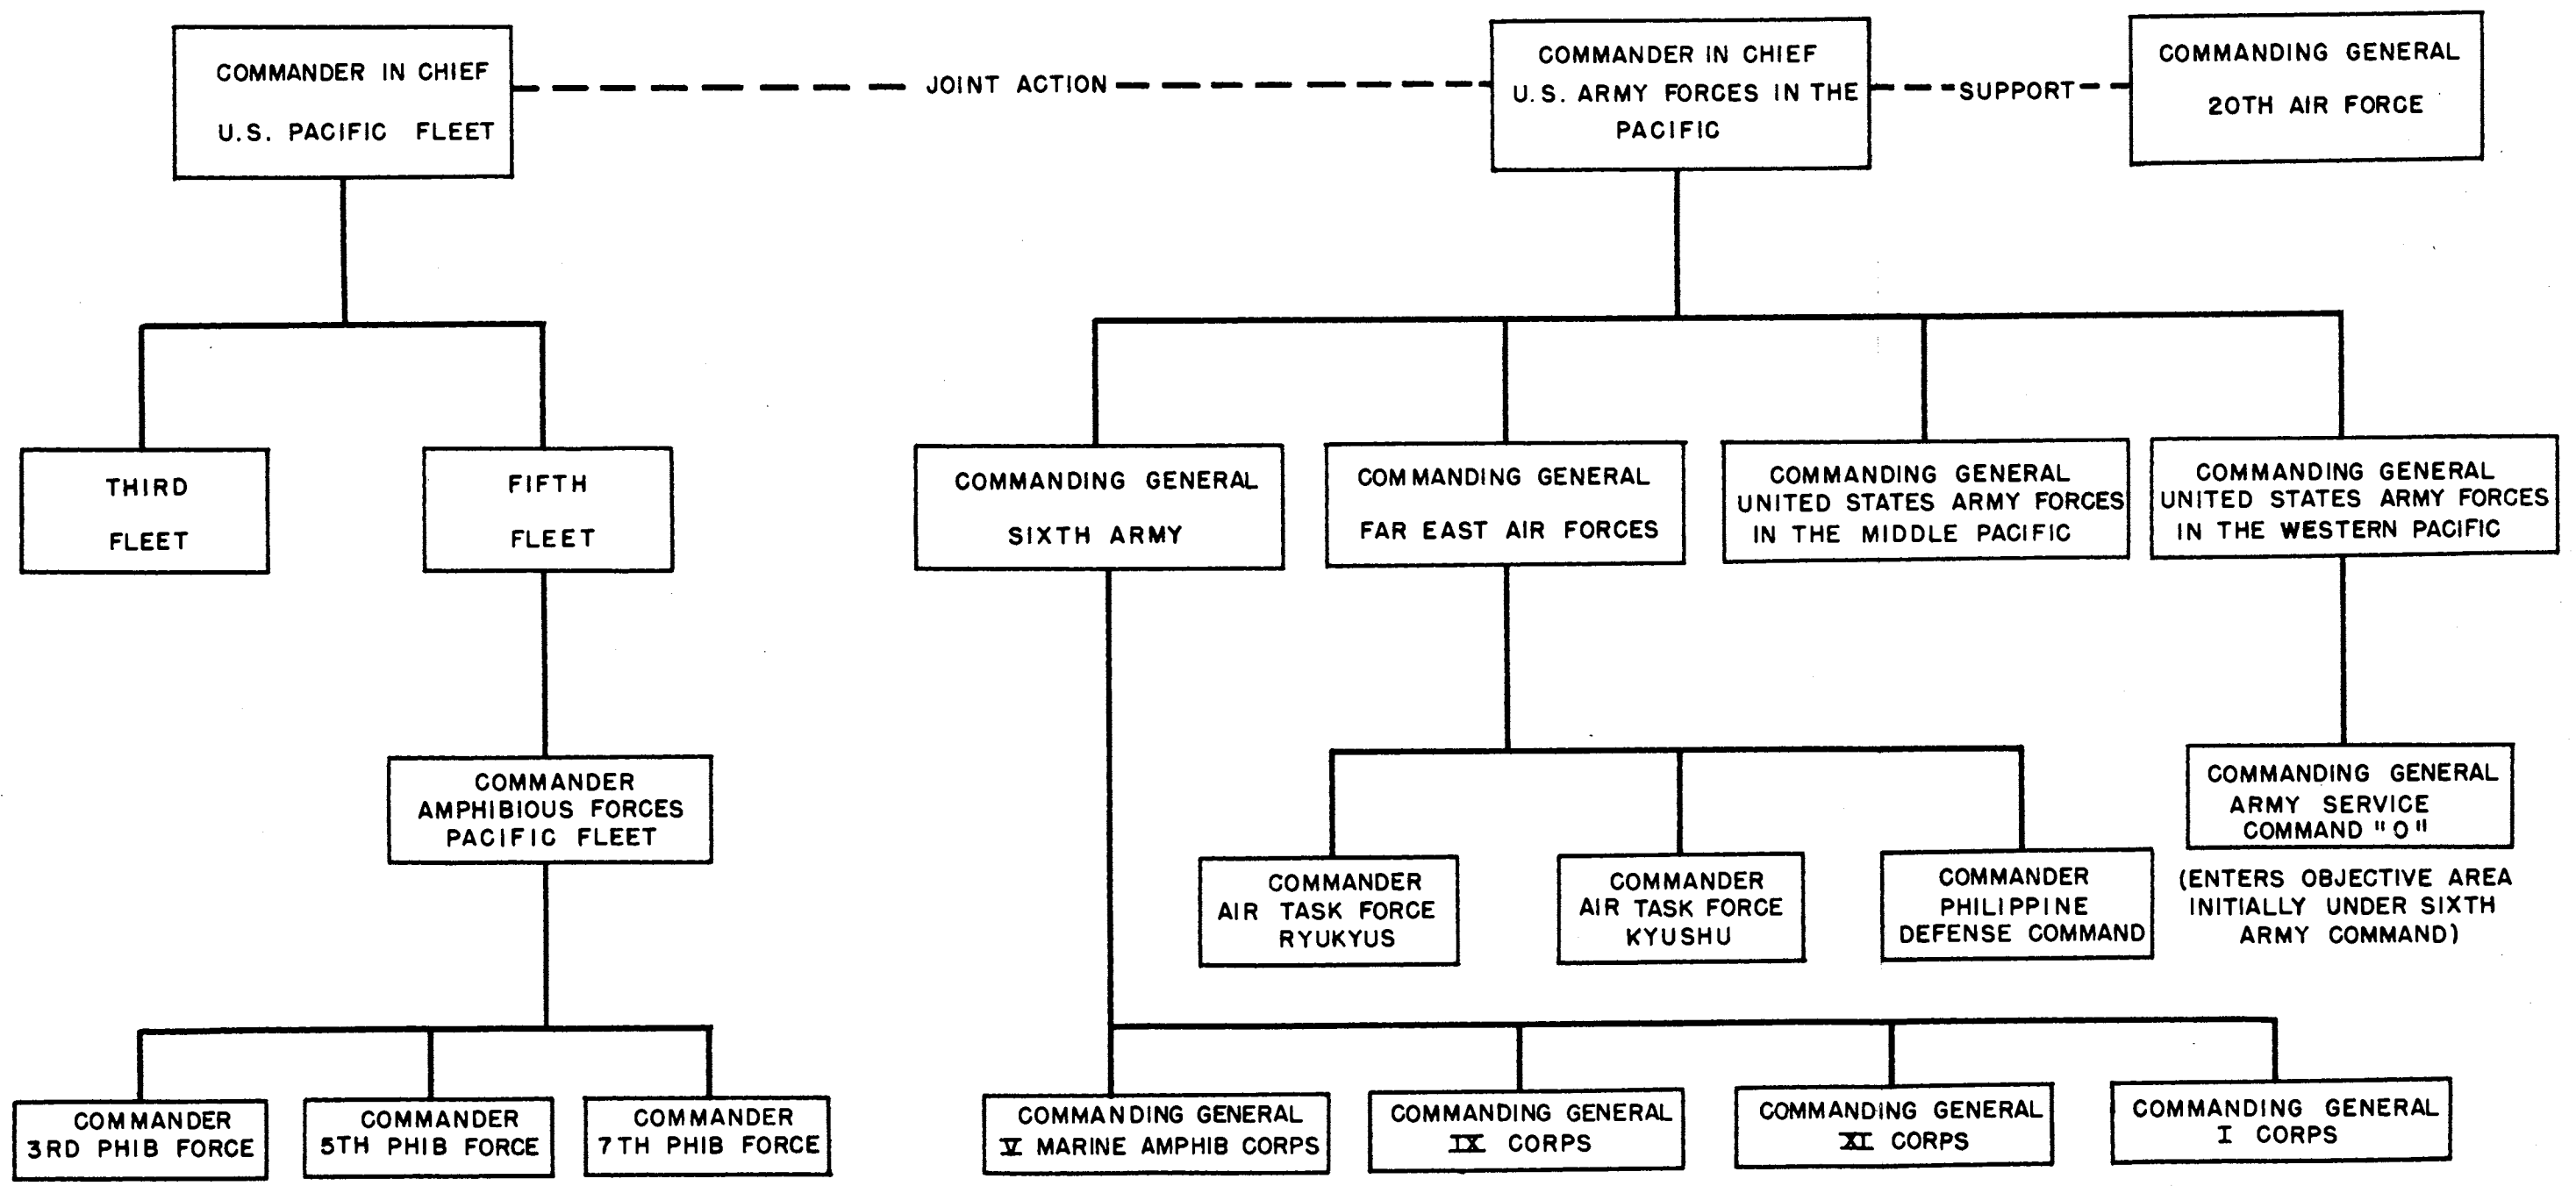 COMMANDER IN CHIEF
U.S. PACIFIC FLEET
JOINT ACTION
COMMANDER IN CHIEF
U.S. ARMY FORCES IN THE
PACIFIC
SUPPORT
COMMANDING GENERAL
20TH AIR FORCE
THIRD
FLEET
FIFTH
FLEET
COMMANDING GENERAL
SIXTH ARMY
COMMANDING GENERAL
FAR EAST AIR FORCES
COMMANDING GENERAL
UNITED STATES ARMY FORCES
IN THE MIDDLE PACIFIC
COMMANDING GENERAL
UNITED STATES ARMY FORCES
IN THE WESTERN PACIFIC
COMMANDER
AMPHIBIOUS FORCES
PACIFIC FLEET
COMMANDING GENERAL
ARMY SERVICE
COMMAND "O"
(ENTERS OBJECTIVE AREA
INITIALLY UNDER SIXTH
ARMY COMMAND)
COMMANDER
AIR TASK FORCE
RYUKYUS
COMMANDER
AIR TASK FORCE
KYUSHU
COMMANDER
PHILIPPINE
DEFENSE COMMAND
COMMANDER
3RD PHIB FORCE
COMMANDER
5TH PHIB FORCE
COMMANDER
7TH PHIB FORCE
COMMANDING GENERAL
V MARINE AMPHIB CORPS
COMMANDING GENERAL
IX CORPS
COMMANDING GENERAL
XI CORPS
COMMANDING GENERAL
I CORPS